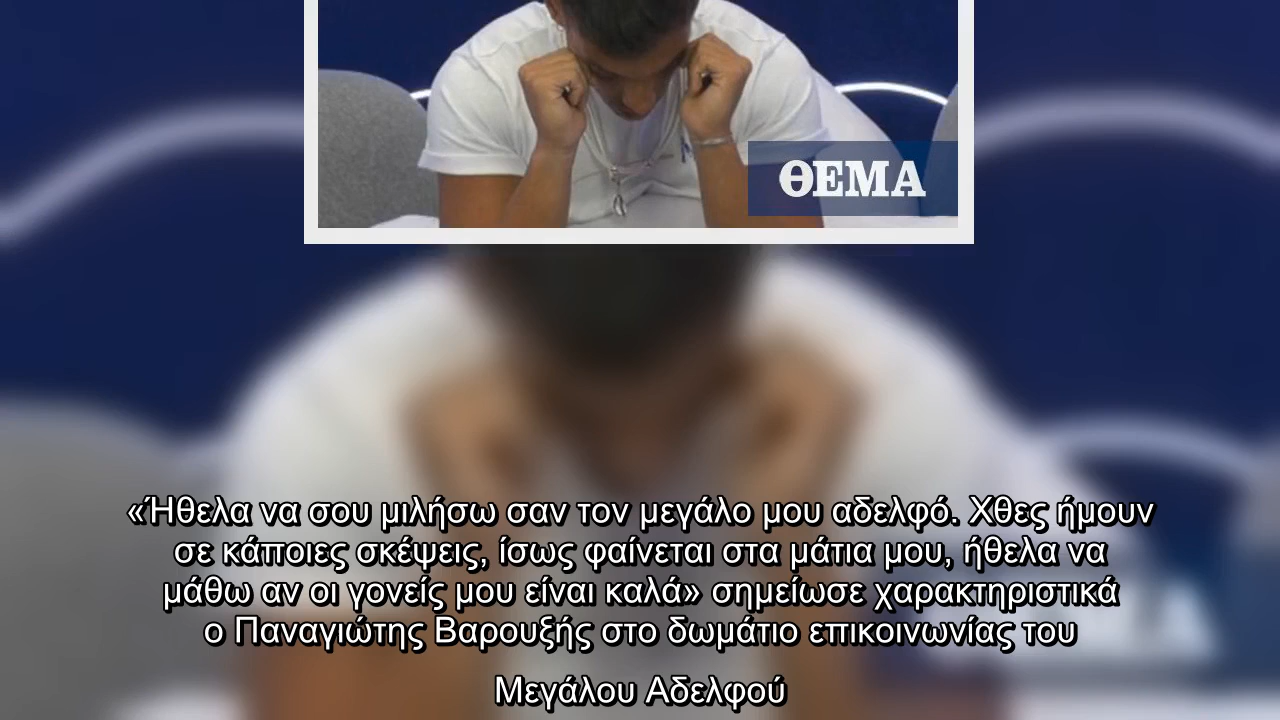 ΘΕΜΑ
«Ήθελα να σου μιλήσω σαν τον μεγάλο μου αδελφό. Χθες ήμουν
σε κάποιες σκέψεις, ίσως φαίνεται στα μάτια μου, ήθελα να
μάθω αν οι γονείς μου είναι καλά» σημείωσε χαρακτηριστικά
ο Παναγιώτης Βαρουξής στο δωμάτιο επικοινωνίας του
Μεγάλου Αδελφού